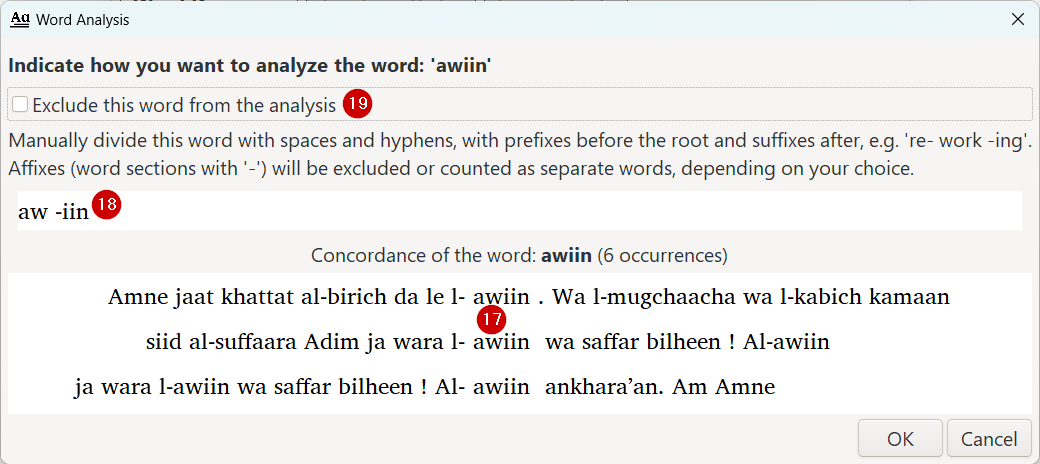 Word Analysis
Indicate how you want to analyze the word: 'awiin'
Exclude this word from the analysis 19
Manually divide this word with spaces and hyphens, with prefixes before the root and suffixes after, e.g. 're- work -ing'.
Affixes (word sections with '-') will be excluded or counted as separate words, depending on your choice.
aw -iin 18
Concordance of the word: awiin (6 occurrences)
Amne jaat khattat al-birich da le l- awiin . Wa l-mugchaacha wa l-kabich kamaan
17
siid al-suffaara Adim ja wara l- awiin wa saffar bilheen ! Al-awiin
ja wara l-awiin wa saffar bilheen ! Al- awiin ankhara’an. Am Amne
OK Cancel